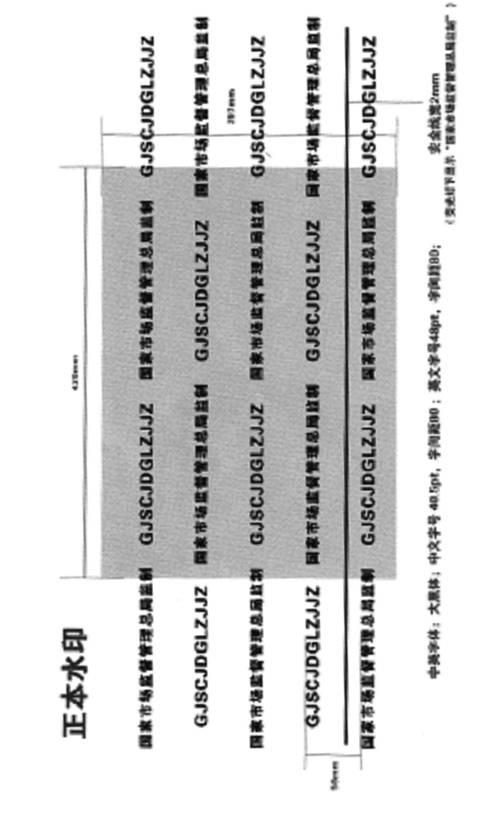 正本水印
420mm
国家市场监督管理总局监制 GJSCJDGLZJJZ 国家市场监督管理总局监制 GJSCJDGLZJJZ
GJSCJDGLZJJZ 国家市场监督管理总局监制 GJSCJDGLZJJZ 国家市场监督管理总局监制
297mm
国家市场监督管理总局监制 GJSCJDGLZJJZ 国家市场监督管理总局监制 GJSCJDGLZJJZ
GJSCJDGLZJJZ 国家市场监督管理总局监制 GJSCJDGLZJJZ 国家市场监督管理总局监制
50mm
国家市场监督管理总局监制 GJSCJDGLZJJZ 国家市场监督管理总局监制 GJSCJDGLZJJZ
中英字体：大黑体；中文字号 40.5pt，字间距80；英文字号48pt，字间距80；
安全线宽2mm
（荧光灯下显示“国家市场监督管理总局监制”）